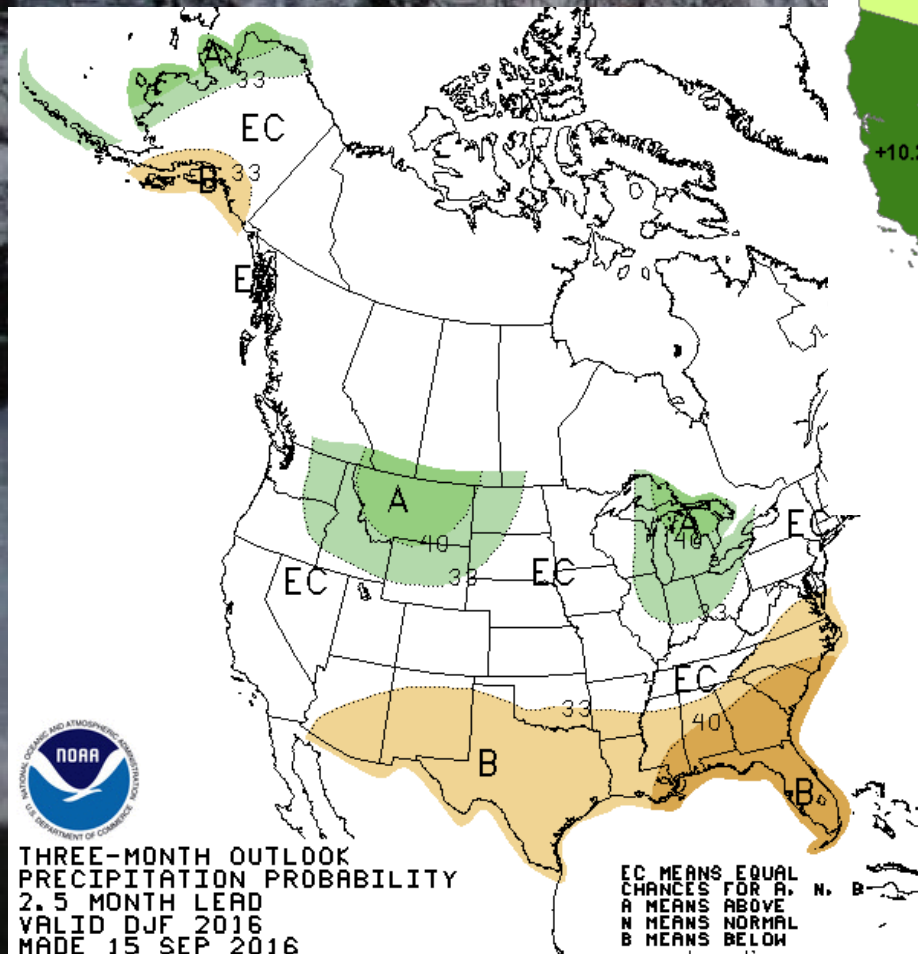 A
33
EC
33
B
E
+10.
A
40
33
EC
EC
A
40
EC
33
EC
33
40
B
B
NATIONAL OCEANIC AND ATMOSPHERIC ADMINISTRATION
NOAA
U.S. DEPARTMENT OF COMMERCE
THREE-MONTH OUTLOOK
PRECIPITATION PROBABILITY
2.5 MONTH LEAD
VALID DJF 2016
MADE 15 SEP 2016
EC MEANS EQUAL
CHANCES FOR A, N, B
A MEANS ABOVE
N MEANS NORMAL
B MEANS BELOW